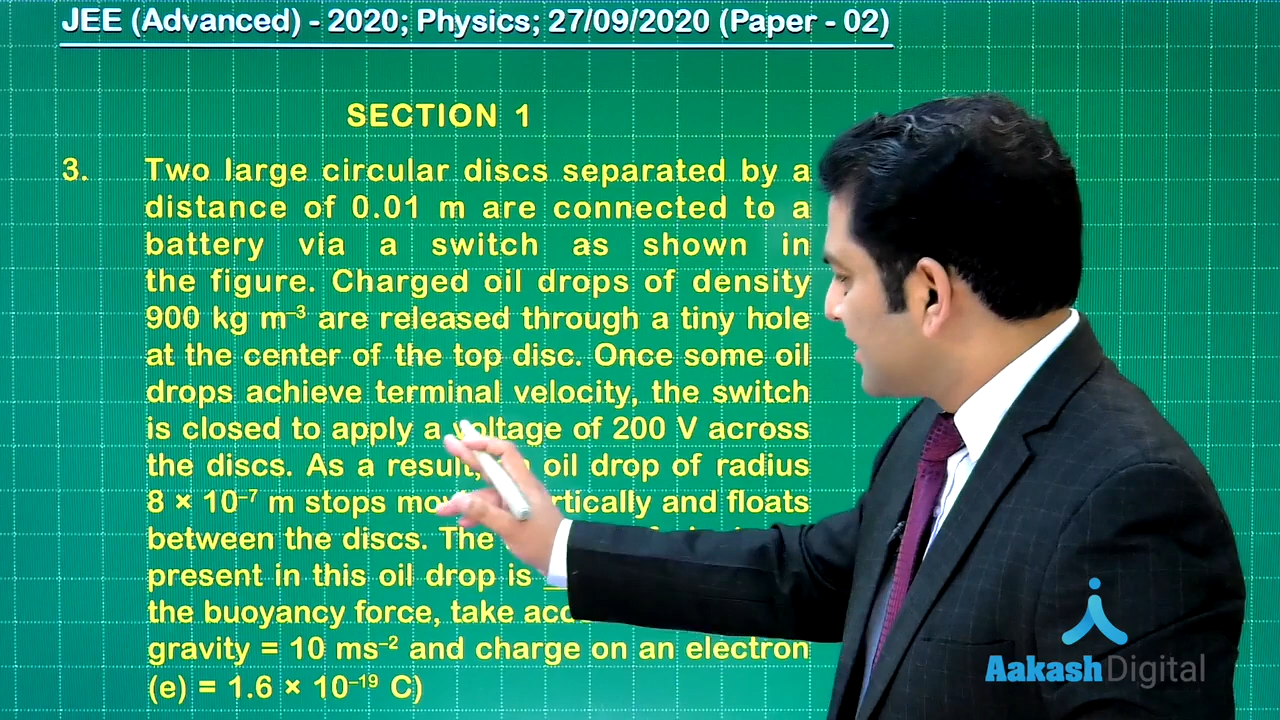 JEE (Advanced) - 2020; Physics; 27/09/2020 (Paper - 02)
SECTION 1
3. Two large circular discs separated by a
distance of 0.01 m are connected to a
battery via a switch as shown in
the figure. Charged oil drops of density
900 kg m⁻³ are released through a tiny hole
at the center of the top disc. Once some oil
drops achieve terminal velocity, the switch
is closed to apply a voltage of 200 V across
the discs. As a result, oil drop of radius
8 × 10⁻⁷ m stops vertically and floats
between the discs. The
present in this oil drop is
the buoyancy force, take
gravity = 10 ms⁻² and charge on an electron
(e) = 1.6 × 10⁻¹⁹ C)
Aakash Digital